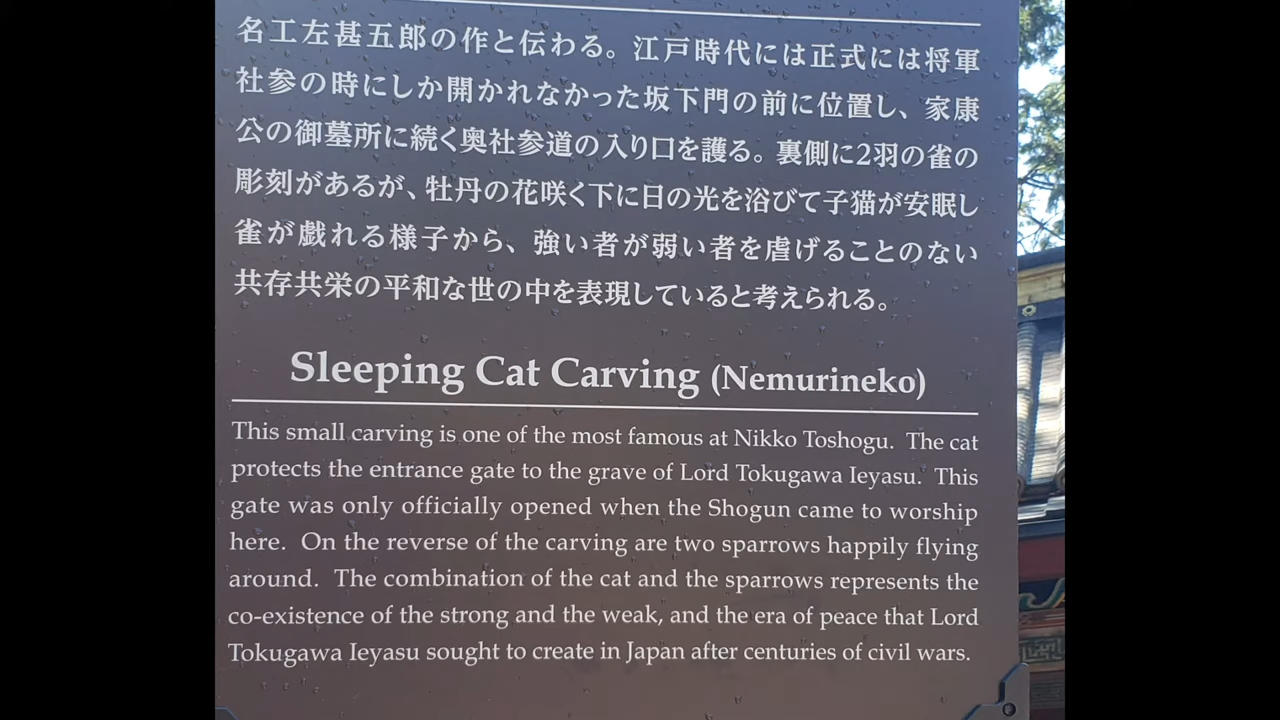 名工左甚五郎の作と伝わる。江戸時代には正式には将軍
社参の時にしか開かれなかった坂下門の前に位置し、家康
公の御墓所に続く奥社参道の入り口を護る。裏側に2羽の雀の
彫刻があるが、牡丹の花咲く下に日の光を浴びて子猫が安眠し
雀が戯れる様子から、強い者が弱い者を虐げることのない
共存共栄の平和な世の中を表現していると考えられる。
Sleeping Cat Carving (Nemurineko)
This small carving is one of the most famous at Nikko Toshogu. The cat
protects the entrance gate to the grave of Lord Tokugawa Ieyasu. This
gate was only officially opened when the Shogun came to worship
here. On the reverse of the carving are two sparrows happily flying
around. The combination of the cat and the sparrows represents the
co-existence of the strong and the weak, and the era of peace that Lord
Tokugawa Ieyasu sought to create in Japan after centuries of civil wars.